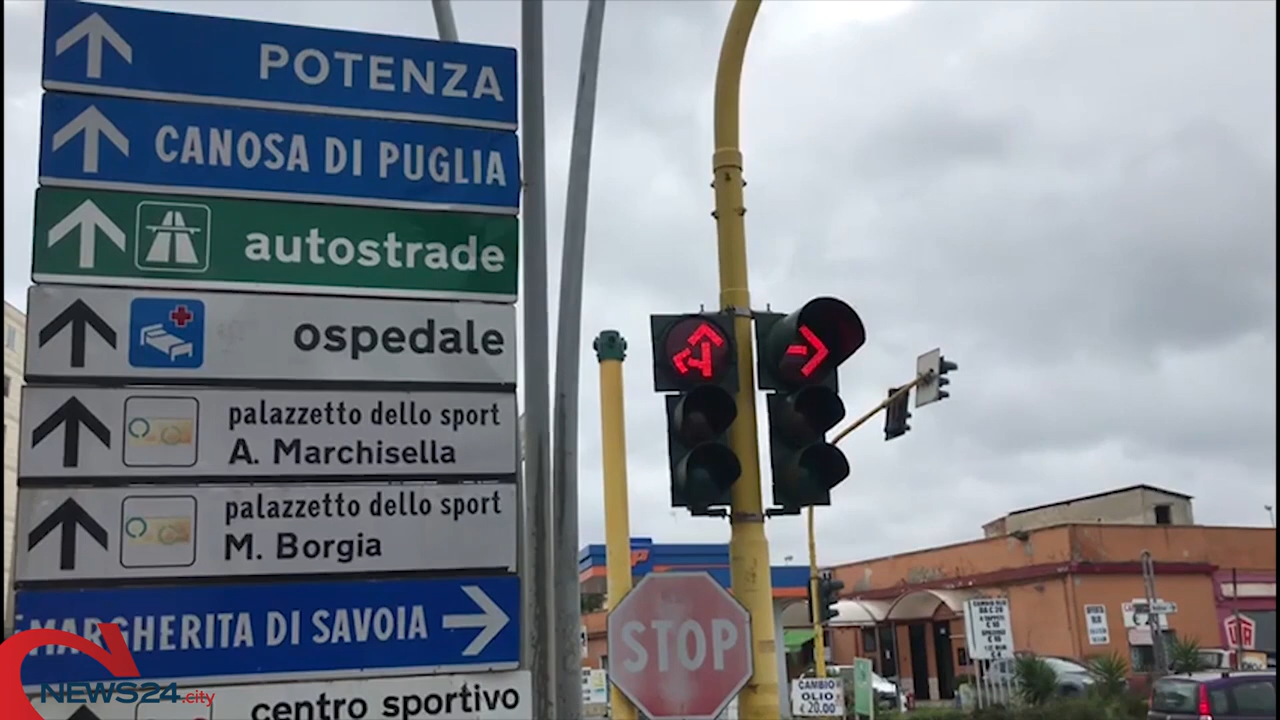 POTENZA
CANOSA DI PUGLIA
autostrade
ospedale
palazzetto dello sport
A. Marchisella
palazzetto dello sport
M. Borgia
MARGHERITA DI SAVOIA
centro sportivo
NEWS24.city
STOP
CAMBIO
OLIO
€ 20.00